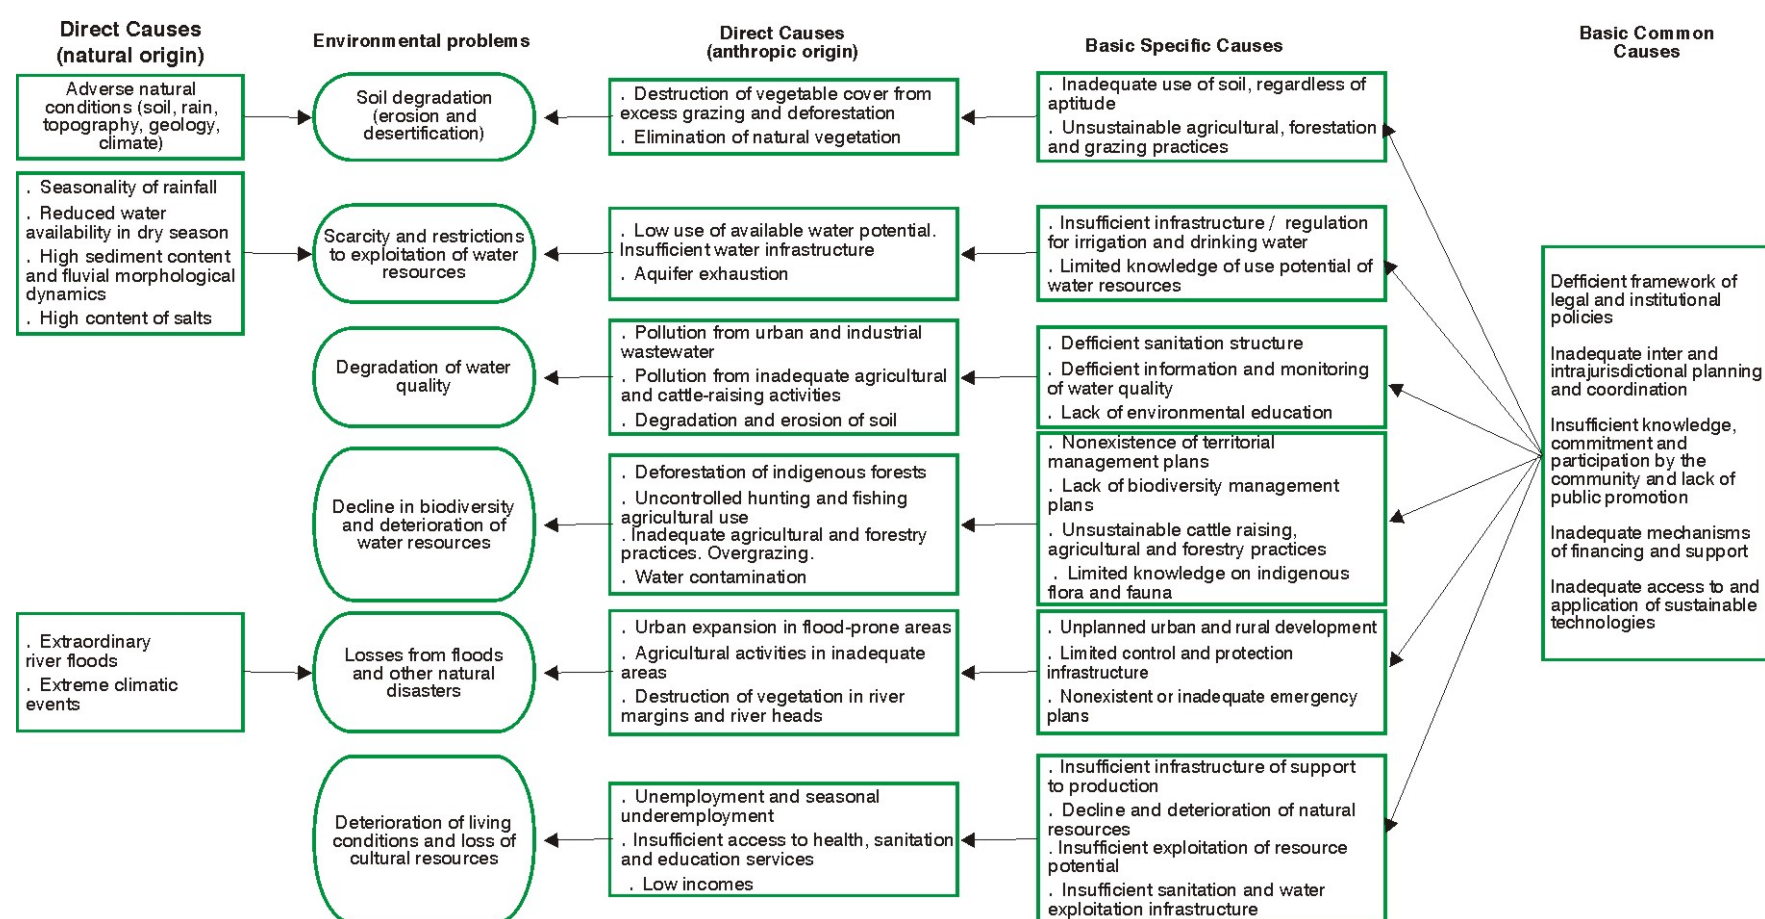 Direct Causes
(natural origin)
Environmental problems
Direct Causes
(anthropic origin)
Basic Specific Causes
Basic Common
Causes
Adverse natural
conditions (soil, rain,
topography, geology,
climate)
Soil degradation
(erosion and
desertification)
. Destruction of vegetable cover from
excess grazing and deforestation
. Elimination of natural vegetation
. Inadequate use of soil, regardless of
aptitude
. Unsustainable agricultural, forestation
and grazing practices
. Seasonality of rainfall
. Reduced water
availability in dry season
. High sediment content
and fluvial morphological
dynamics
. High content of salts
Scarcity and restrictions
to exploitation of water
resources
. Low use of available water potential.
Insufficient water infrastructure
. Aquifer exhaustion
. Insufficient infrastructure / regulation
for irrigation and drinking water
. Limited knowledge of use potential of
water resources
Degradation of water
quality
. Pollution from urban and industrial
wastewater
. Pollution from inadequate agricultural
and cattle-raising activities
. Degradation and erosion of soil
. Defficient sanitation structure
. Defficient information and monitoring
of water quality
. Lack of environmental education
Decline in biodiversity
and deterioration of
water resources
. Deforestation of indigenous forests
. Uncontrolled hunting and fishing
agricultural use
. Inadequate agricultural and forestry
practices. Overgrazing.
. Water contamination
. Nonexistence of territorial
management plans
. Lack of biodiversity management
plans
. Unsustainable cattle raising,
agricultural and forestry practices
. Limited knowledge on indigenous
flora and fauna
. Extraordinary
river floods
. Extreme climatic
events
Losses from floods
and other natural
disasters
. Urban expansion in flood-prone areas
. Agricultural activities in inadequate
areas
. Destruction of vegetation in river
margins and river heads
. Unplanned urban and rural development
. Limited control and protection
infrastructure
. Nonexistent or inadequate emergency
plans
Deterioration of living
conditions and loss of
cultural resources
. Unemployment and seasonal
underemployment
. Insufficient access to health, sanitation
and education services
. Low incomes
. Insufficient infrastructure of support
to production
. Decline and deterioration of natural
resources
. Insufficient exploitation of resource
potential
. Insufficient sanitation and water
exploitation infrastructure
Defficient framework of
legal and institutional
policies
Inadequate inter and
intrajurisdictional planning
and coordination
Insufficient knowledge,
commitment and
participation by the
community and lack of
public promotion
Inadequate mechanisms
of financing and support
Inadequate access to and
application of sustainable
technologies